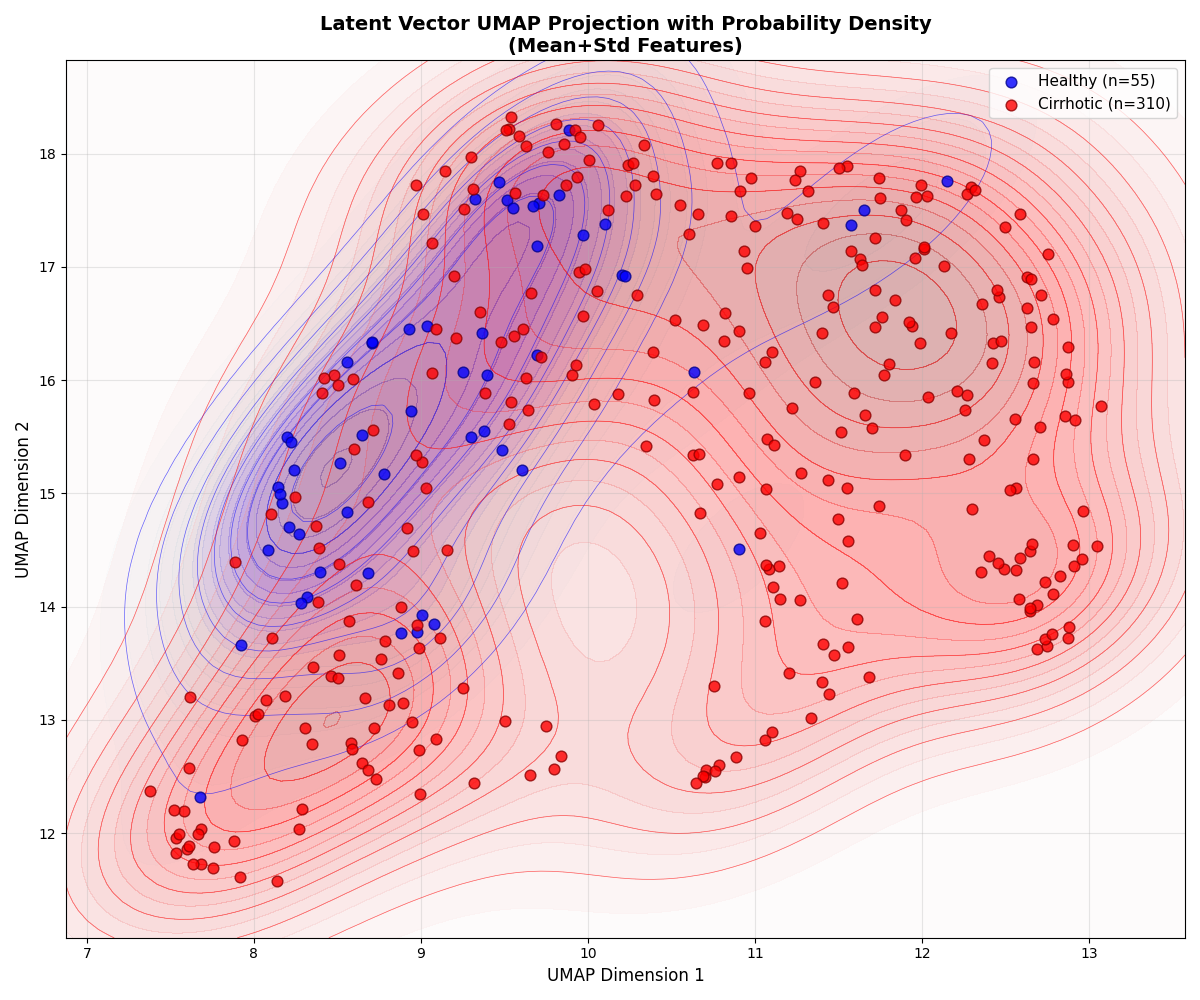 Latent Vector UMAP Projection with Probability Density
(Mean+Std Features)
Healthy (n=55)
Cirrhotic (n=310)
UMAP Dimension 2
18
17
16
15
14
13
12
7 8 9 10 11 12 13
UMAP Dimension 1